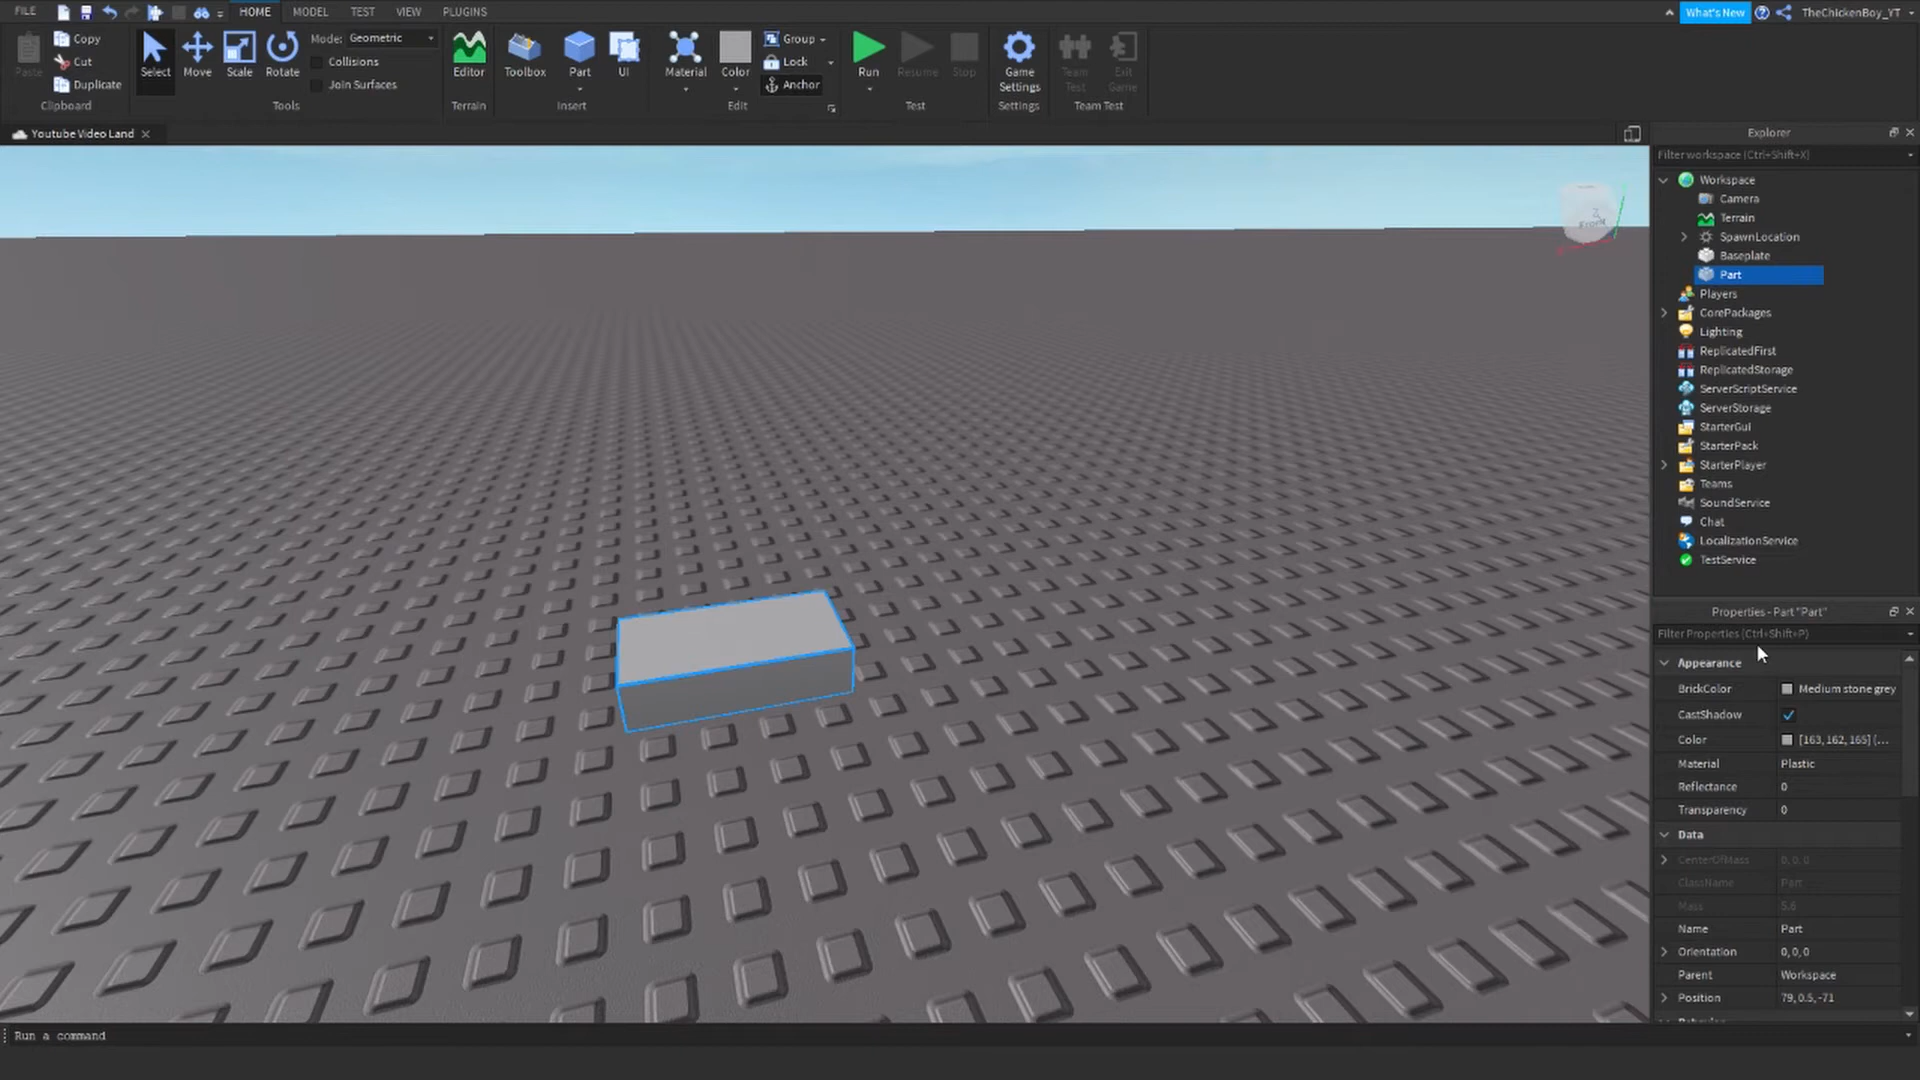 FILE HOME MODEL TEST VIEW PLUGINS What's New TheChickenBoy_YT
Copy
Cut
Duplicate
Paste
Clipboard
Select Move Scale Rotate
Mode: Geometric
Collisions
Join Surfaces
Tools
Editor
Terrain
Toolbox Part UI
Insert
Material Color
Group
Lock
Anchor
Edit
Run Resume Stop
Test
Game
Settings
Settings
Team
Test
Exit
Game
Team Test
Youtube Video Land
Explorer
Filter workspace (Ctrl+Shift+X)
Workspace
Camera
Terrain
SpawnLocation
Baseplate
Part
Players
CorePackages
Lighting
ReplicatedFirst
ReplicatedStorage
ServerScriptService
ServerStorage
StarterGui
StarterPack
StarterPlayer
Teams
SoundService
Chat
LocalizationService
TestService
Properties - Part "Part"
Filter Properties (Ctrl+Shift+P)
Appearance
BrickColor Medium stone grey
CastShadow
Color [163, 162, 165] (...
Material Plastic
Reflectance 0
Transparency 0
Data
CenterOfMass 0, 0, 0
ClassName Part
Mass 5.6
Name Part
Orientation 0, 0, 0
Parent Workspace
Position 79, 0.5, -71
Run a command